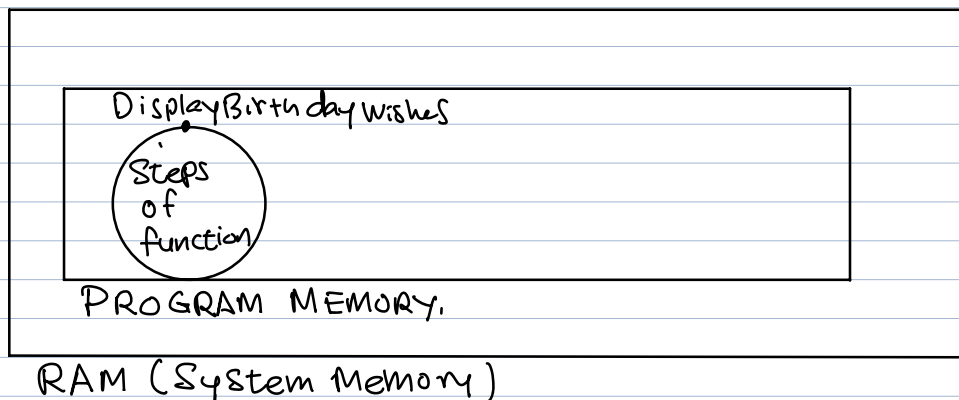 DisplayBirthdayWishes
Steps
of
function
PROGRAM MEMORY.
RAM (System Memory)